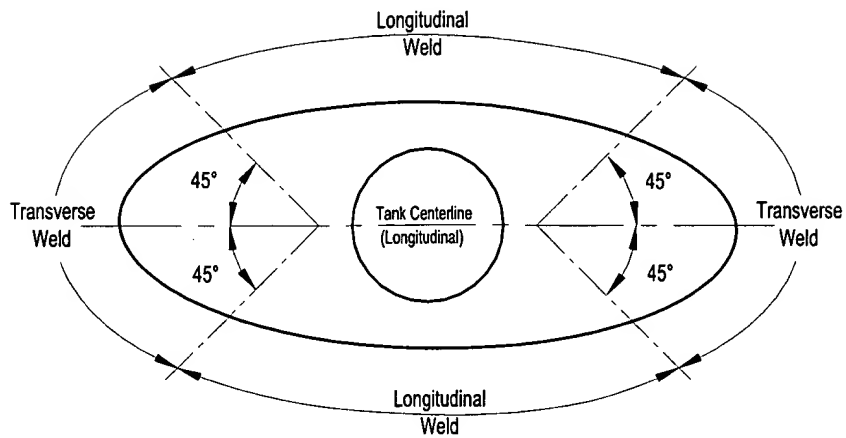 Longitudinal
Weld
45°
45°
Transverse
Weld
Tank Centerline
(Longitudinal)
Transverse
Weld
45°
45°
Longitudinal
Weld